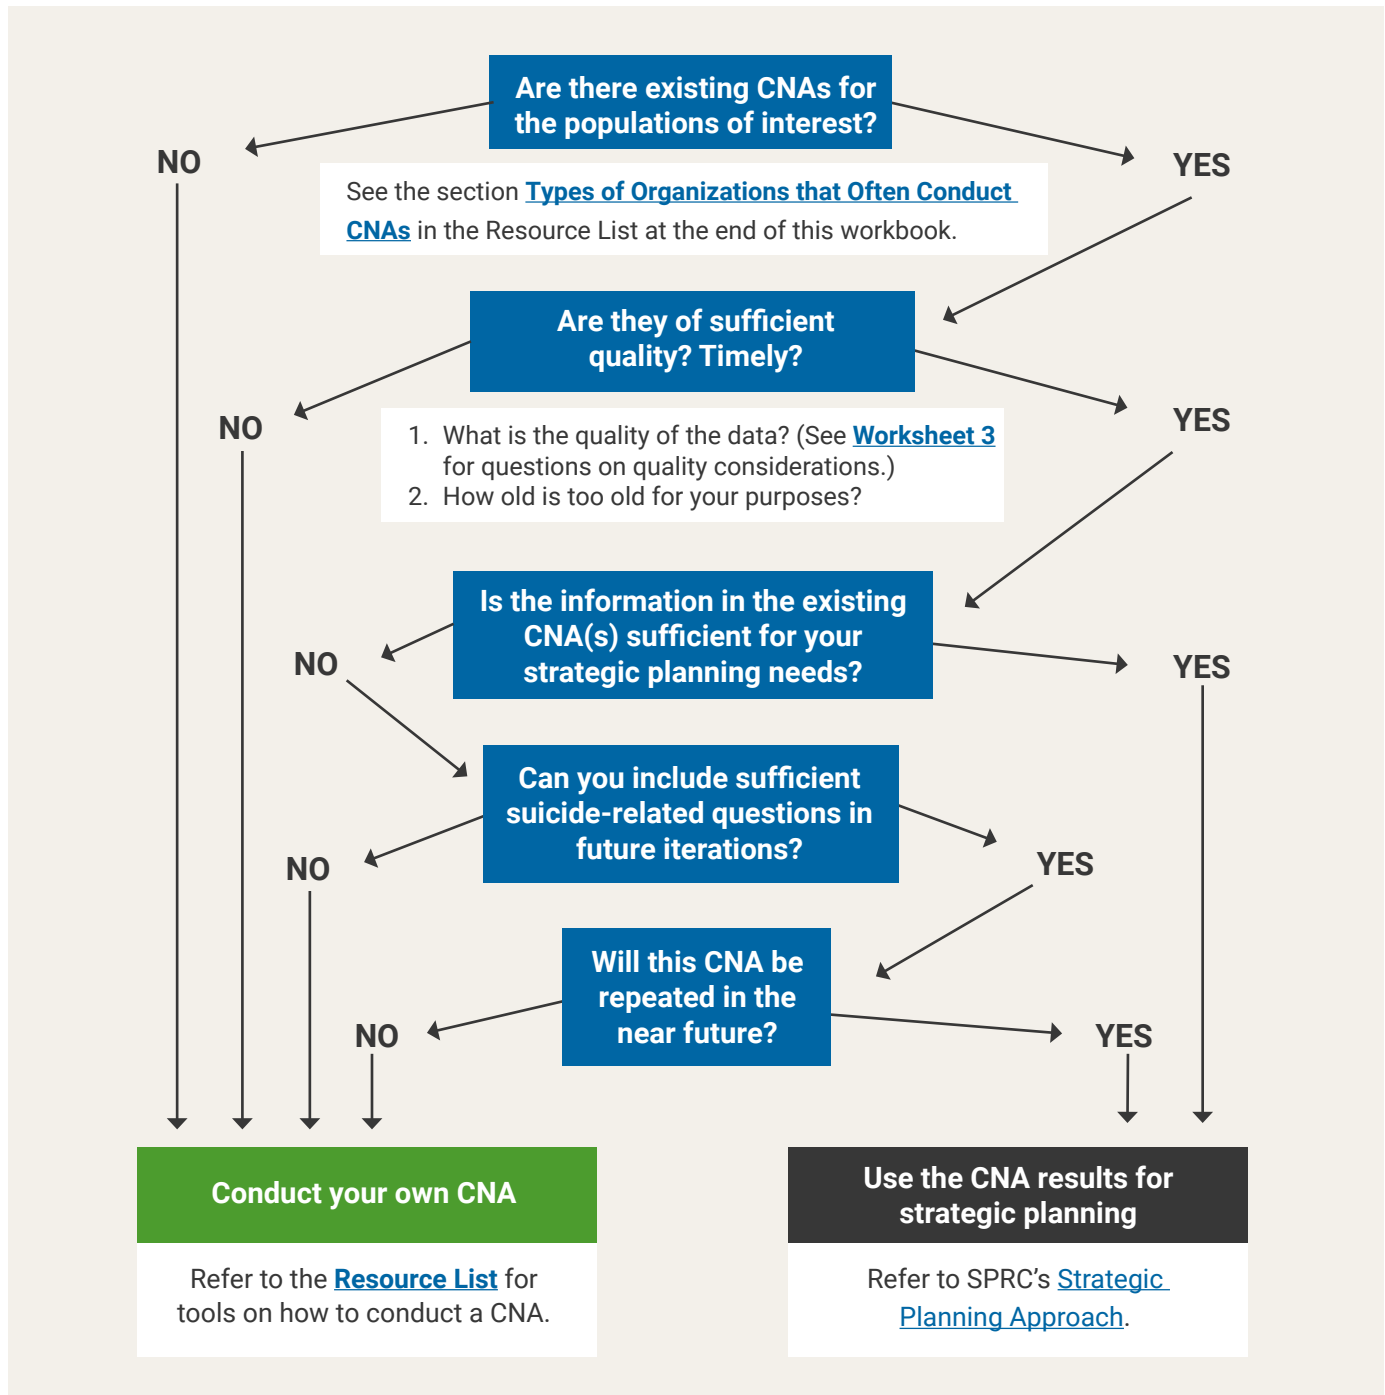 Are there existing CNAs for
the populations of interest?
NO
YES
See the section Types of Organizations that Often Conduct
CNAs in the Resource List at the end of this workbook.
Are they of sufficient
quality? Timely?
NO
YES
1. What is the quality of the data? (See Worksheet 3
for questions on quality considerations.)
2. How old is too old for your purposes?
Is the information in the existing
CNA(s) sufficient for your
strategic planning needs?
NO
YES
Can you include sufficient
suicide-related questions in
future iterations?
NO
YES
Will this CNA be
repeated in the
near future?
NO
YES
Conduct your own CNA
Refer to the Resource List for
tools on how to conduct a CNA.
Use the CNA results for
strategic planning
Refer to SPRC’s Strategic
Planning Approach.